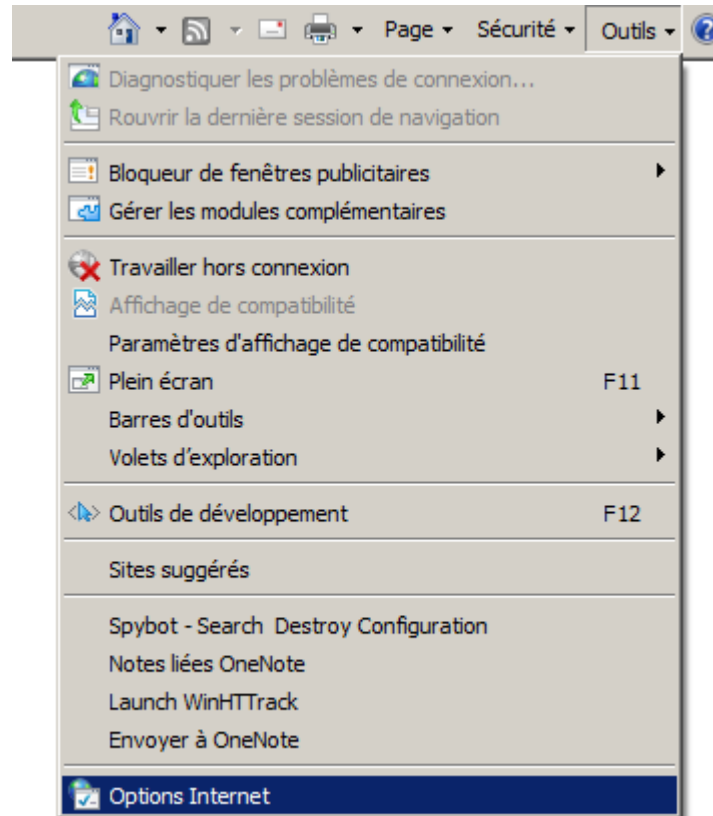 Page Sécurité Outils
Diagnostiquer les problèmes de connexion...
Rouvrir la dernière session de navigation
Bloqueur de fenêtres publicitaires
Gérer les modules complémentaires
Travailler hors connexion
Affichage de compatibilité
Paramètres d'affichage de compatibilité
Plein écran F11
Barres d'outils
Volets d’exploration
Outils de développement F12
Sites suggérés
Spybot - Search Destroy Configuration
Notes liées OneNote
Launch WinHTTrack
Envoyer à OneNote
Options Internet